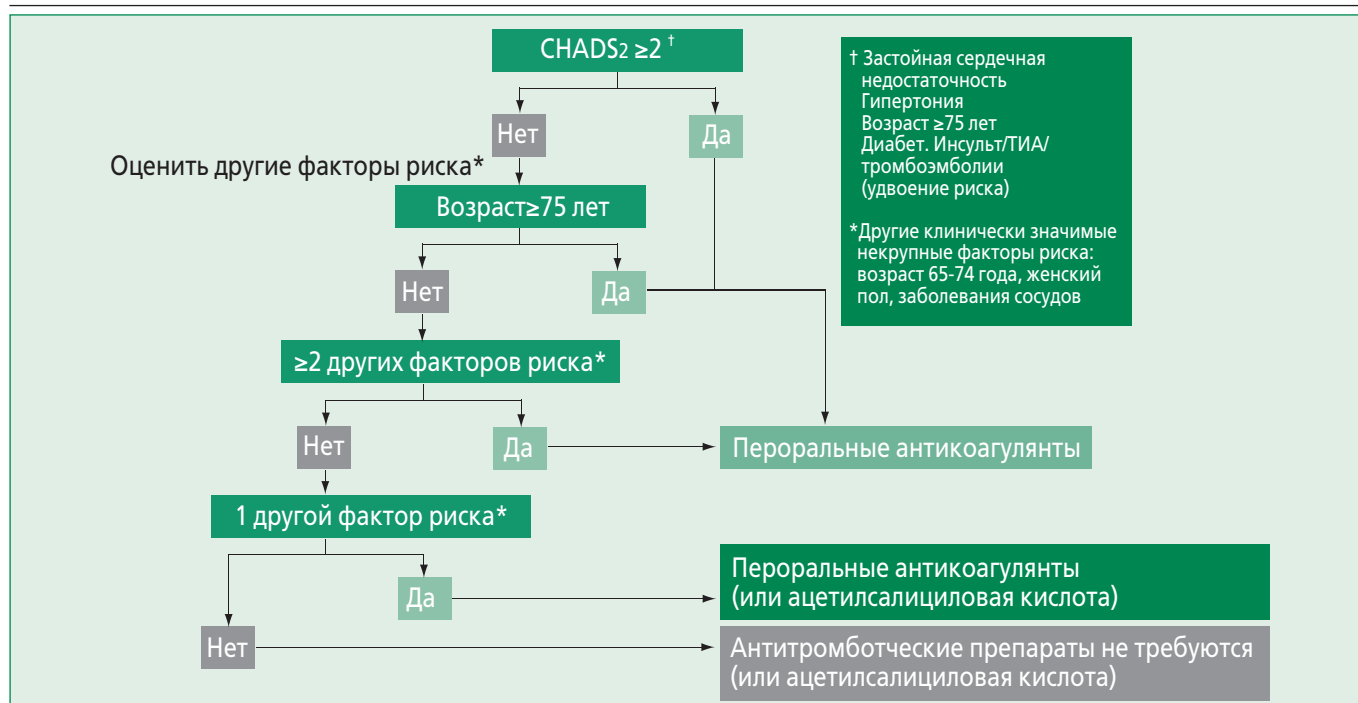 CHADS2 ≥2 †
Нет
Да
Оценить другие факторы риска*
Возраст≥75 лет
Нет
Да
≥2 других факторов риска*
Нет
Да
Пероральные антикоагулянты
1 другой фактор риска*
Да
Пероральные антикоагулянты
(или ацетилсалициловая кислота)
Нет
Антитромботческие препараты не требуются
(или ацетилсалициловая кислота)
† Застойная сердечная
недостаточность
Гипертония
Возраст ≥75 лет
Диабет. Инсульт/ТИА/
тромбоэмболии
(удвоение риска)
*Другие клинически значимые
некрупные факторы риска:
возраст 65-74 года, женский
пол, заболевания сосудов